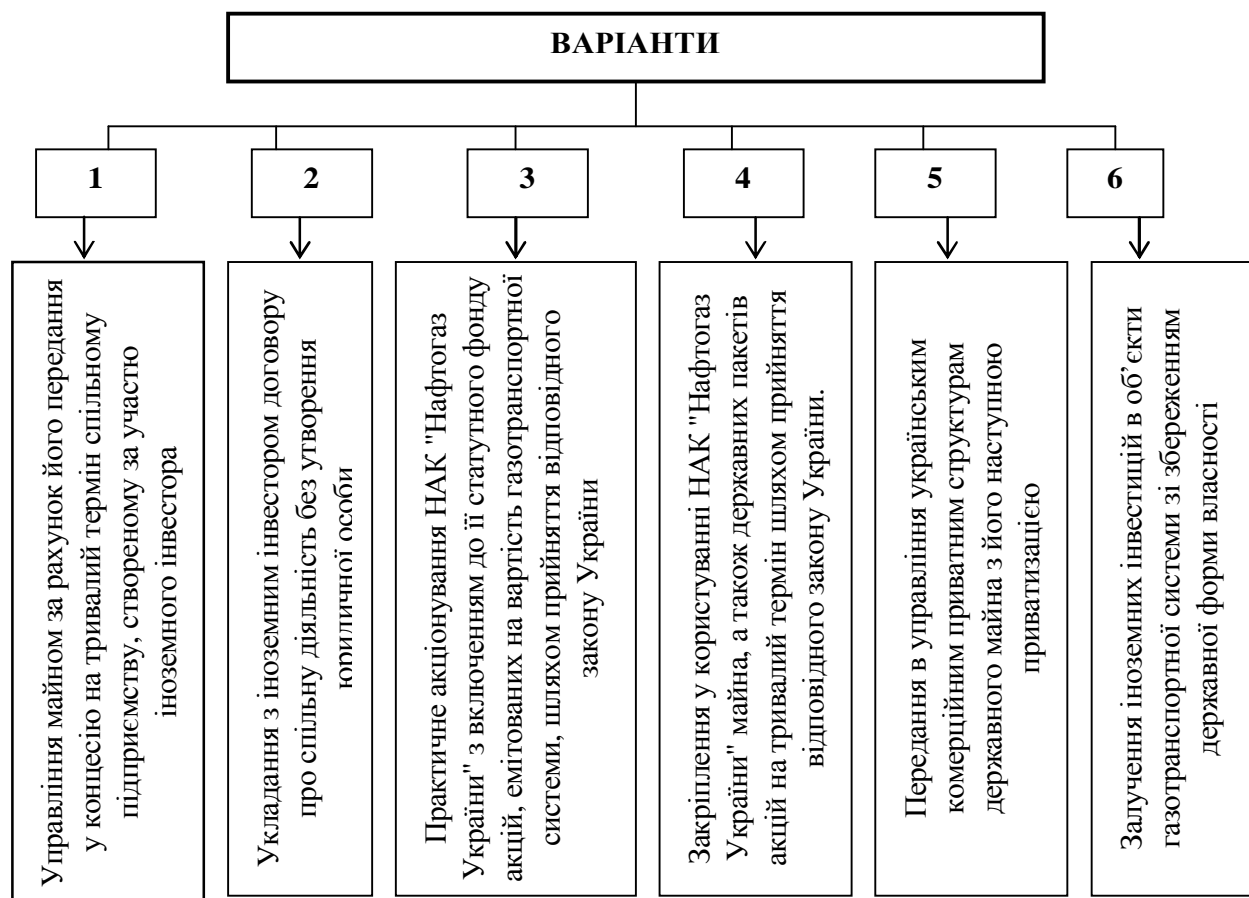 ВАРІАНТИ
1
2
3
4
5
6
Управління майном за рахунок його передання
у концесію на тривалий термін спільному
підприємству, створеному за участю
іноземного інвестора
Укладання з іноземним інвестором договору
про спільну діяльність без утворення
юриличної особи
Практичне акціонування НАК "Нафтогаз
України" з включенням до її статутного фонду
акцій, емітованих на вартість газотранспортної
системи, шляхом прийняття відповідного
закону України
Закріплення у користуванні НАК "Нафтогаз
України" майна, а також державних пакетів
акцій на тривалий термін шляхом прийняття
відповідного закону України.
Передання в управління українським
комерційним приватним структурам
державного майна з його наступною
приватизацією
Залучення іноземних інвестицій в об’єкти
газотранспортної системи зі збереженням
державної форми власності